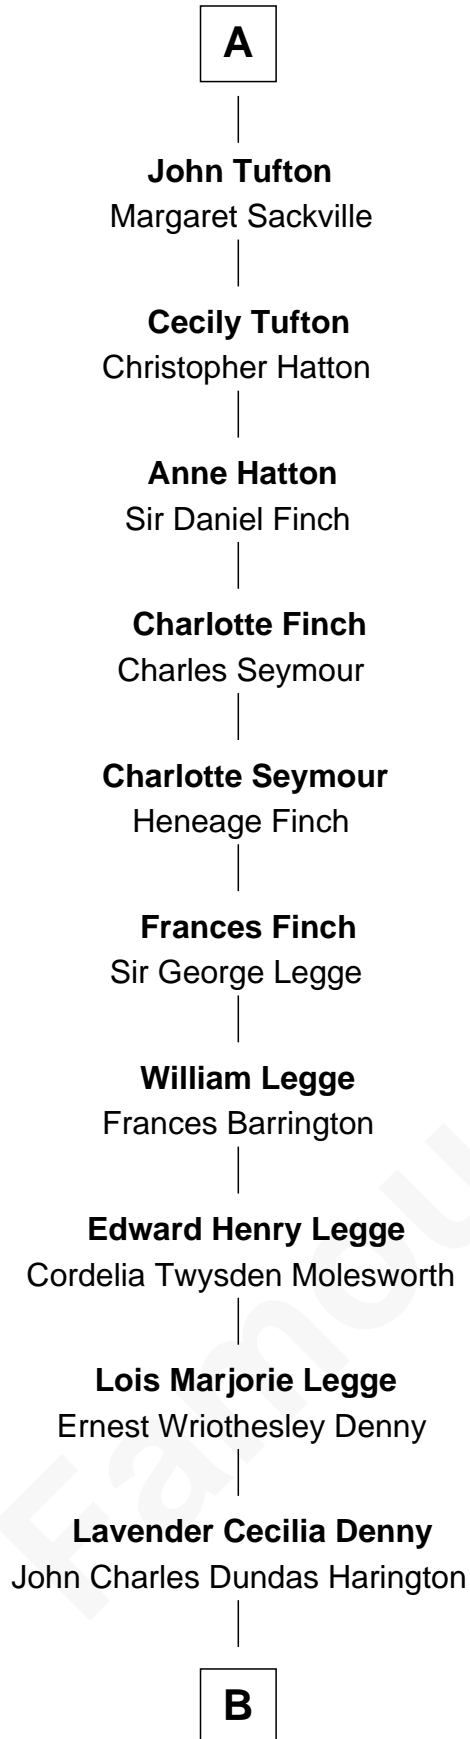 A
John Tufton
Margaret Sackville
Cecily Tufton
Christopher Hatton
Anne Hatton
Sir Daniel Finch
Charlotte Finch
Charles Seymour
Charlotte Seymour
Heneage Finch
Frances Finch
Sir George Legge
William Legge
Frances Barrington
Edward Henry Legge
Cordelia Twysden Molesworth
Lois Marjorie Legge
Ernest Wriothesley Denny
Lavender Cecilia Denny
John Charles Dundas Harington
B
Famou